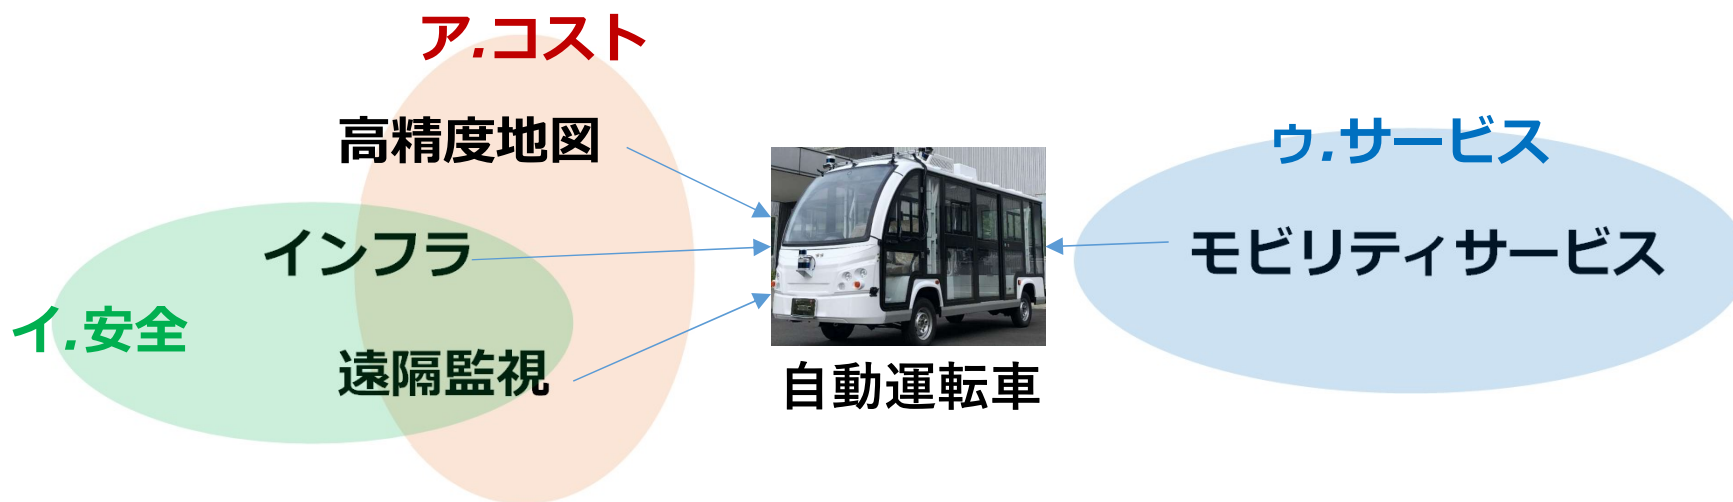 ア.コスト
高精度地図
インフラ
イ.安全
遠隔監視
自動運転車
ゥ.サービス
モビリティサービス